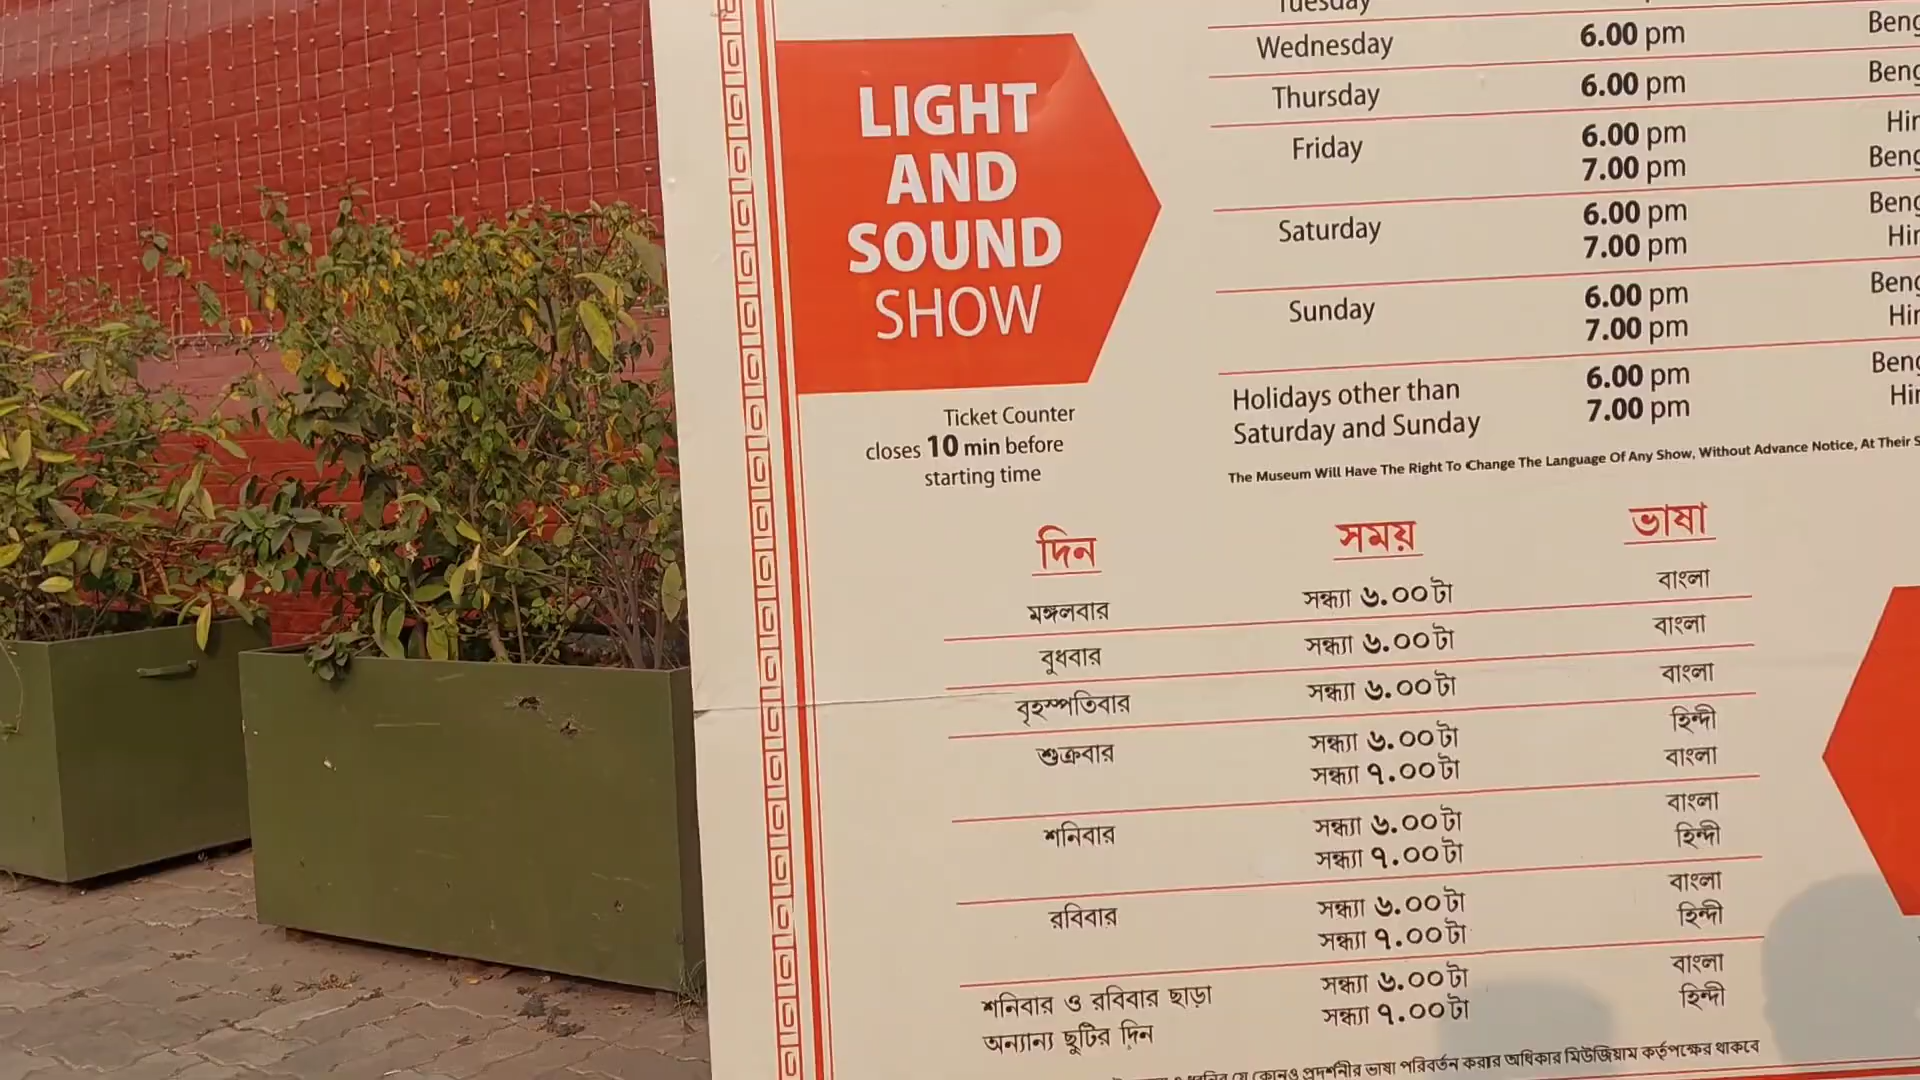 Tuesday
Wednesday 6.00 pm
Thursday 6.00 pm
Friday 6.00 pm
7.00 pm
Saturday 6.00 pm
7.00 pm
Sunday 6.00 pm
7.00 pm
Holidays other than 6.00 pm
Saturday and Sunday 7.00 pm
The Museum Will Have The Right To Change The Language Of Any Show, Without Advance Notice, At Their
LIGHT
AND
SOUND
SHOW
Ticket Counter
closes 10 min before
starting time
দিন সময় ভাষা
মঙ্গলবার সন্ধ্যা ৬.০০টা বাংলা
বুধবার সন্ধ্যা ৬.০০টা বাংলা
বৃহস্পতিবার সন্ধ্যা ৬.০০টা বাংলা
শুক্রবার সন্ধ্যা ৬.০০টা হিন্দী
সন্ধ্যা ৭.০০টা বাংলা
শনিবার সন্ধ্যা ৬.০০টা বাংলা
সন্ধ্যা ৭.০০টা হিন্দী
রবিবার সন্ধ্যা ৬.০০টা বাংলা
সন্ধ্যা ৭.০০টা হিন্দী
শনিবার ও রবিবার ছাড়া সন্ধ্যা ৬.০০টা বাংলা
অন্যান্য ছুটির দিন সন্ধ্যা ৭.০০টা হিন্দী
যে কোনও প্রদর্শনীর ভাষা পরিবর্তন করার অধিকার মিউজিয়াম কর্তৃপক্ষের থাকবে